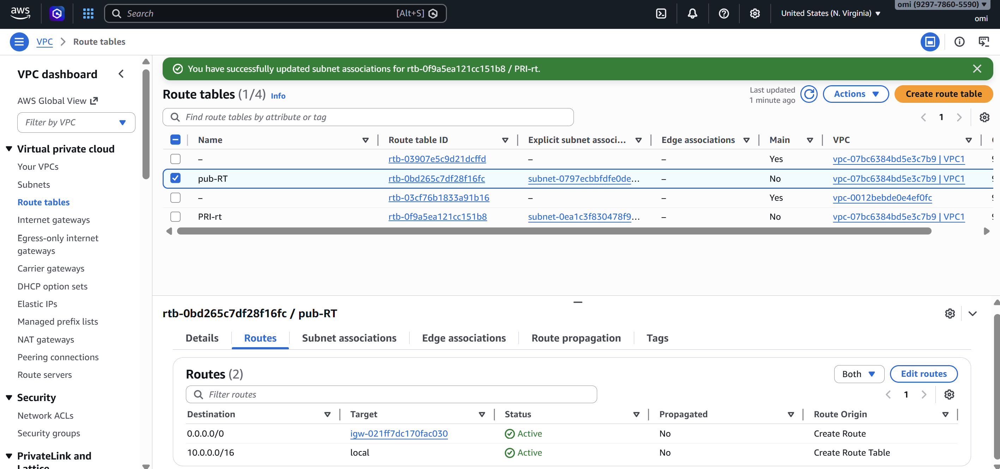 aws
Search
[Alt+S]
United States (N. Virginia)
omi (9297-7860-5590)
omi
VPC
Route tables
VPC dashboard
AWS Global View
Filter by VPC
Virtual private cloud
Your VPCs
Subnets
Route tables
Internet gateways
Egress-only internet
gateways
Carrier gateways
DHCP option sets
Elastic IPs
Managed prefix lists
NAT gateways
Peering connections
Route servers
Security
Network ACLs
Security groups
PrivateLink and
Lattice
You have successfully updated subnet associations for rtb-0f9a5ea121cc151b8 / PRI-rt.
Route tables (1/4) Info
Last updated
1 minute ago
Actions
Create route table
Find route tables by attribute or tag
1
Name Route table ID Explicit subnet associ... Edge associations Main VPC
– rtb-03907e5c9d21dcffd – – Yes vpc-07bc6384bd5e3c7b9 | VPC1
pub-RT rtb-0bd265c7df28f16fc subnet-0797ecbbfdfe0de... – No vpc-07bc6384bd5e3c7b9 | VPC1
– rtb-03cf76b1833a91b16 – – Yes vpc-0012bebde0e4ef0fc
PRI-rt rtb-0f9a5ea121cc151b8 subnet-0ea1c3f830478f9... – No vpc-07bc6384bd5e3c7b9 | VPC1
rtb-0bd265c7df28f16fc / pub-RT
Details Routes Subnet associations Edge associations Route propagation Tags
Routes (2)
Both
Edit routes
Filter routes
1
Destination Target Status Propagated Route Origin
0.0.0.0/0 igw-021ff7dc170fac030 Active No Create Route
10.0.0.0/16 local Active No Create Route Table